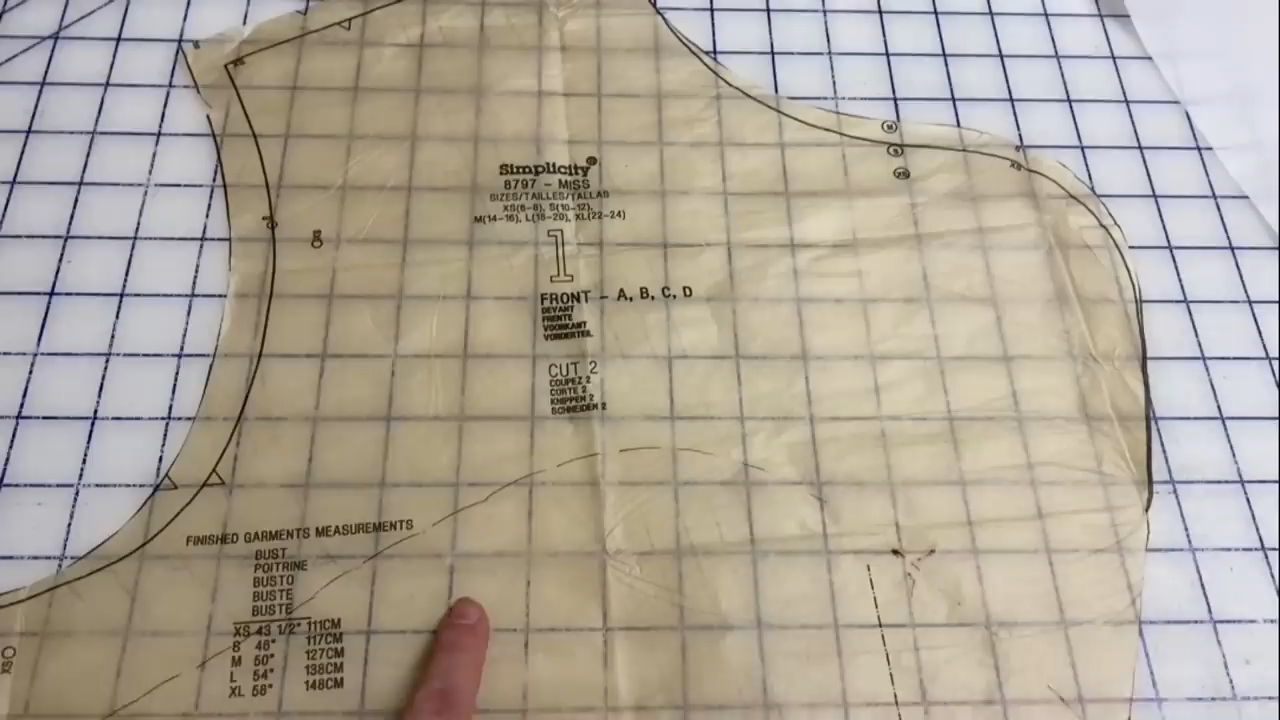 Simplicity®
8797 - MISS
SIZES/TAILLES/TALLAS
XS(6-8), S(10-12),
M(14-16), L(18-20), XL(22-24)
1
FRONT - A, B, C, D
DEVANT
FRENTE
VOORKANT
VORDERTEIL
CUT 2
COUPEZ 2
CORTE 2
KNIPPEN 2
SCHNEIDEN 2
FINISHED GARMENTS MEASUREMENTS
BUST
POITRINE
BUSTO
BUSTE
BUSTE
XS 43 1/2" 111CM
S 46" 117CM
M 50" 127CM
L 54" 138CM
XL 58" 148CM
M
S
XS
S
XS
XS